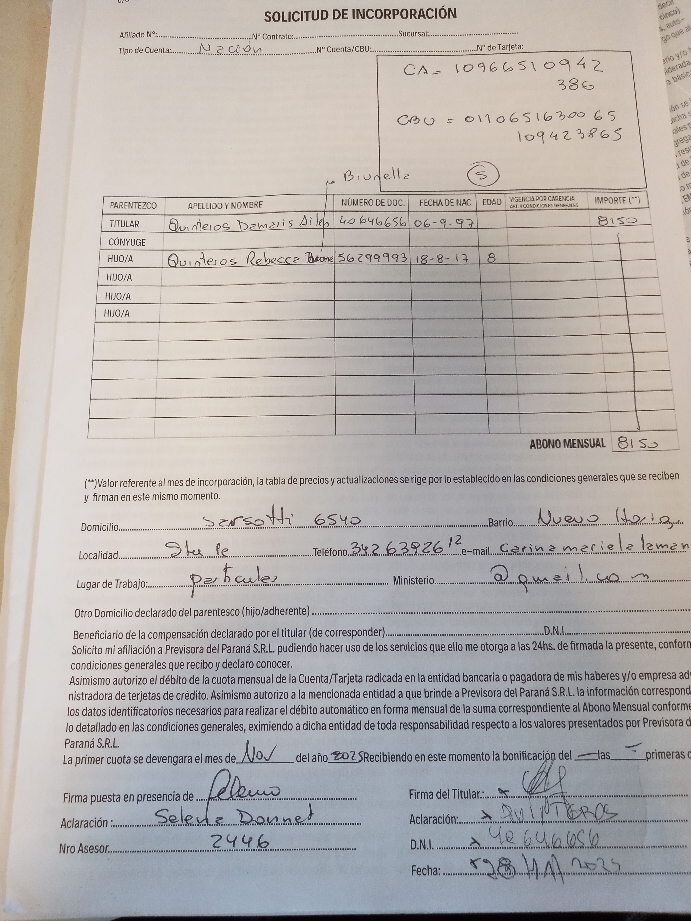 SOLICITUD DE INCORPORACIÓN
Afiliado Nº: Nº Contrato: Sucursal:
Tipo de Cuenta: Nación Nº Cuenta/CBU: Nº de Tarjeta:
CA = 10966510942
386
CBU = 0110651630065
109423865
Brunella S
PARENTEZCO APELLIDO Y NOMBRE NÚMERO DE DOC. FECHA DE NAC EDAD VIGENCIA POR CARENCIA IMPORTE (**)
TITULAR Quinteros Damaris Ailen 40646656 06-9-97 8150
CÓNYUGE
HIJO/A Quinteros Rebecca 56299993 18-8-17 8
HIJO/A
HIJO/A
HIJO/A
ABONO MENSUAL 8150
(**)Valor referente al mes de incorporación, la tabla de precios y actualizaciones se rige por lo establecido en las condiciones generales que se reciben
y firman en este mismo momento.
Domicilio Sarsotti 6540 Barrio Nuevo
Localidad Sta fe Teléfono 3426392612 e-mail carinamariela
Lugar de Trabajo: particular Ministerio @gmail.com
Otro Domicilio declarado del parentesco (hijo/adherente)
Beneficiario de la compensación declarado por el titular (de corresponder) D.N.I.
Solicito mi afiliación a Previsora del Paraná S.R.L. pudiendo hacer uso de los servicios que ello me otorga a las 24hs. de firmada la presente, conform
condiciones generales que recibo y declaro conocer.
Asimismo autorizo el débito de la cuota mensual de la Cuenta/Tarjeta radicada en la entidad bancaria o pagadora de mis haberes y/o empresa ad
nistradora de terjetas de crédito. Asimismo autorizo a la mencionada entidad a que brinde a Previsora del Paraná S.R.L. la información correspond
los datos identificatorios necesarios para realizar el débito automático en forma mensual de la suma correspondiente al Abono Mensual conforme
lo detallado en las condiciones generales, eximiendo a dicha entidad de toda responsabilidad respecto a los valores presentados por Previsora d
Paraná S.R.L.
La primer cuota se devengara el mes de Nov del año 2025 Recibiendo en este momento la bonificación del — las — primeras c
Firma puesta en presencia de Firma del Titular.: x
Aclaración : Selene Donnet Aclaración: x QUINTEROS
Nro Asesor 2446 D.N.I. x 40646656
Fecha: x 28